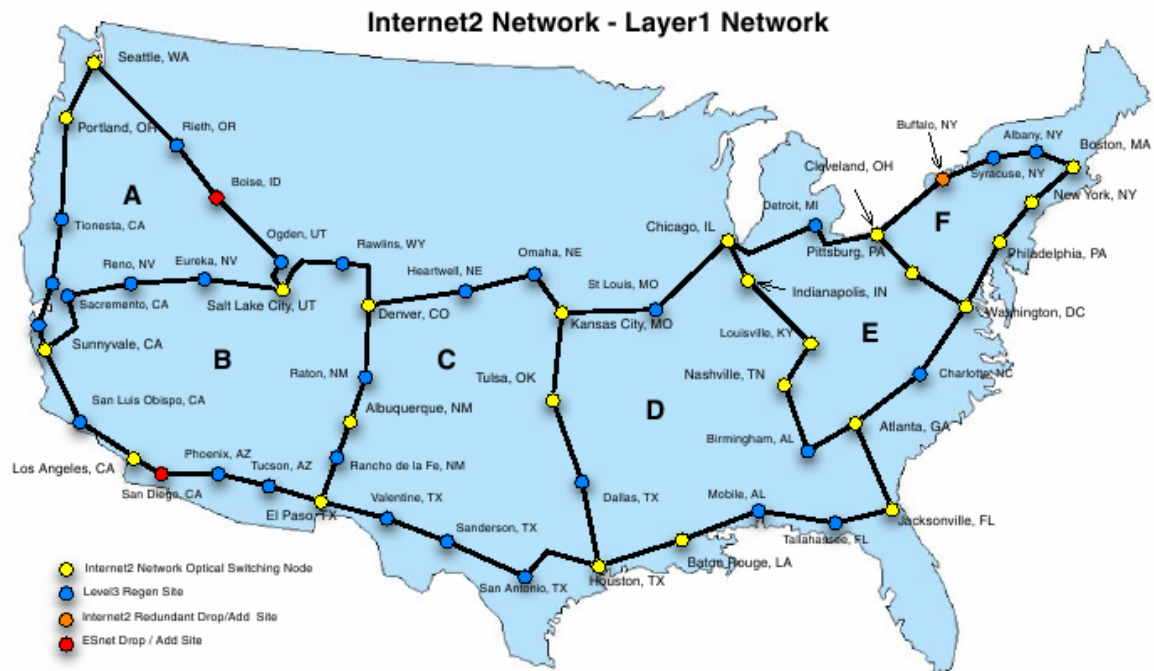 Internet2 Network - Layer1 Network
Seattle, WA
Portland, OR
Rieth, OR
Boise, ID
A
Tionesta, CA
Ogden, UT
Rawlins, WY
Reno, NV
Eureka, NV
Sacremento, CA
Salt Lake City, UT
Sunnyvale, CA
B
San Luis Obispo, CA
Los Angeles, CA
San Diego, CA
Phoenix, AZ
Tucson, AZ
El Paso, TX
Denver, CO
Raton, NM
Albuquerque, NM
Rancho de la Fe, NM
Heartwell, NE
Omaha, NE
C
Kansas City, MO
St Louis, MO
Tulsa, OK
Dallas, TX
Valentine, TX
Sanderson, TX
San Antonio, TX
Houston, TX
D
Chicago, IL
Detroit, MI
Cleveland, OH
Buffalo, NY
Albany, NY
Syracuse, NY
Boston, MA
New York, NY
F
Philadelphia, PA
Pittsburg, PA
Washington, DC
Indianapolis, IN
Louisville, KY
E
Nashville, TN
Charlotte, NC
Birmingham, AL
Atlanta, GA
Mobile, AL
Tallahassee, FL
Jacksonville, FL
Baton Rouge, LA
Internet2 Network Optical Switching Node
Level3 Regen Site
Internet2 Redundant Drop/Add Site
ESnet Drop / Add Site